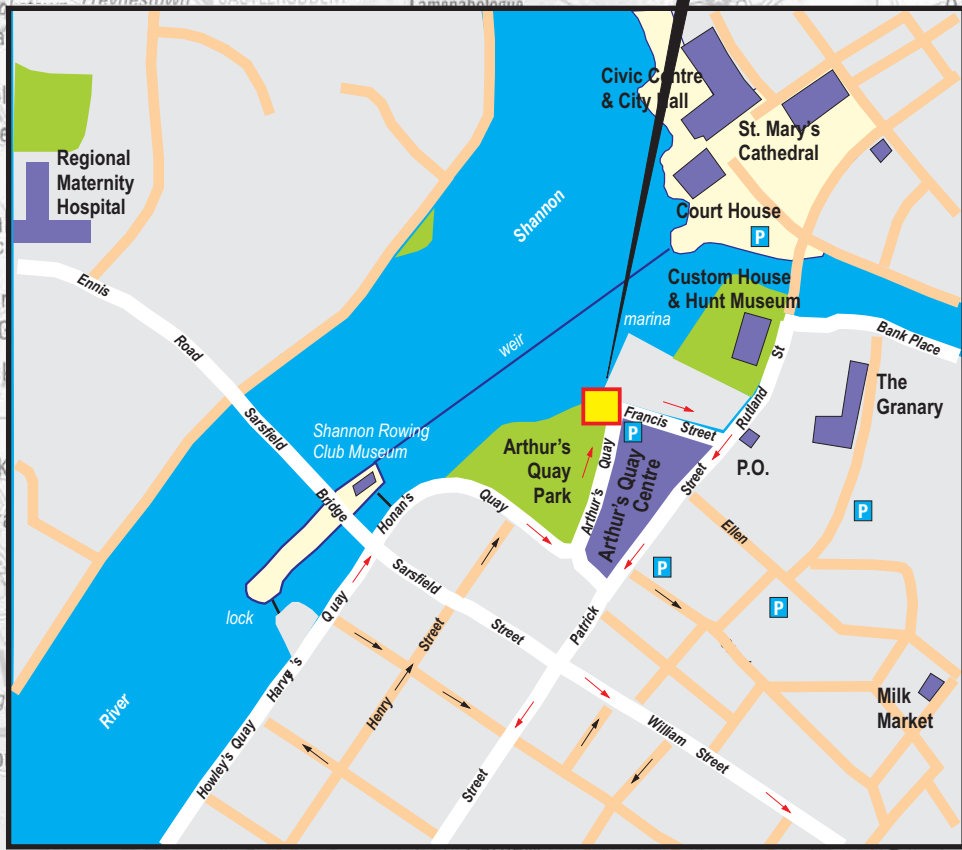 Civic Centre
& City Hall
St. Mary's
Cathedral
Regional
Maternity
Hospital
Court House
P
Shannon
Custom House
& Hunt Museum
marina
weir
Ennis
Road
Bank Place
St
Rutland
The
Granary
Sarsfield
Bridge
Shannon Rowing
Club Museum
Francis
Street
P
Arthur's
Quay
Park
Quay
Arthur's
Arthur's Quay
Centre
Street
P.O.
Honan's
Quay
Ellen
P
P
P
lock
Quay
Harvey's
Sarsfield
Street
Street
Henry
Patrick
Street
Milk
Market
River
Howley's Quay
William
Street